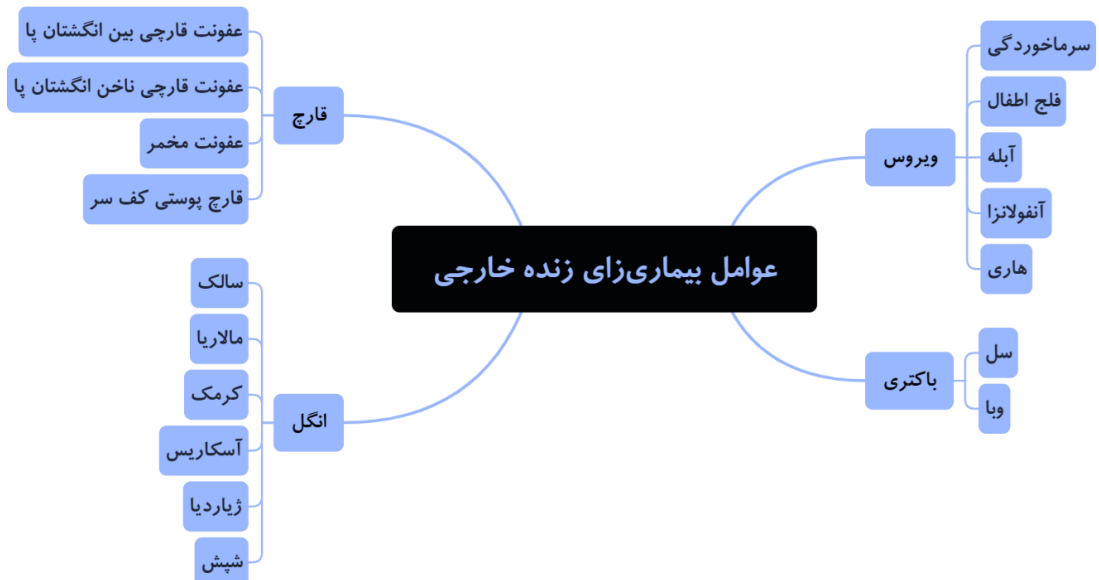 عوامل بیماری‌زای زنده خارجی
ویروس
سرماخوردگی
فلج اطفال
آبله
آنفولانزا
هاری
باکتری
سل
وبا
قارچ
عفونت قارچی بین انگشتان پا
عفونت قارچی ناخن انگشتان پا
عفونت مخمر
قارچ پوستی کف سر
انگل
سالک
مالاریا
کرمک
آسکاریس
ژیاردیا
شپش